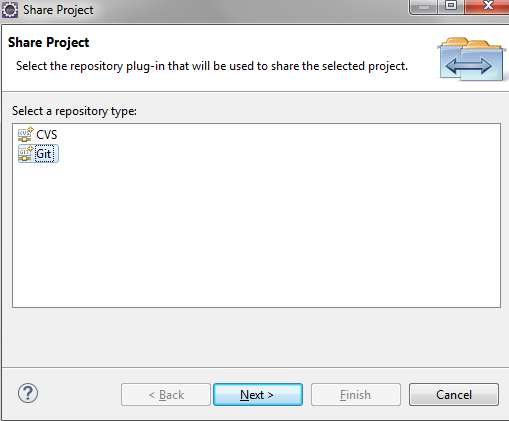 Share Project
Share Project
Select the repository plug-in that will be used to share the selected project.
Select a repository type:
CVS
Git
< Back
Next >
Finish
Cancel